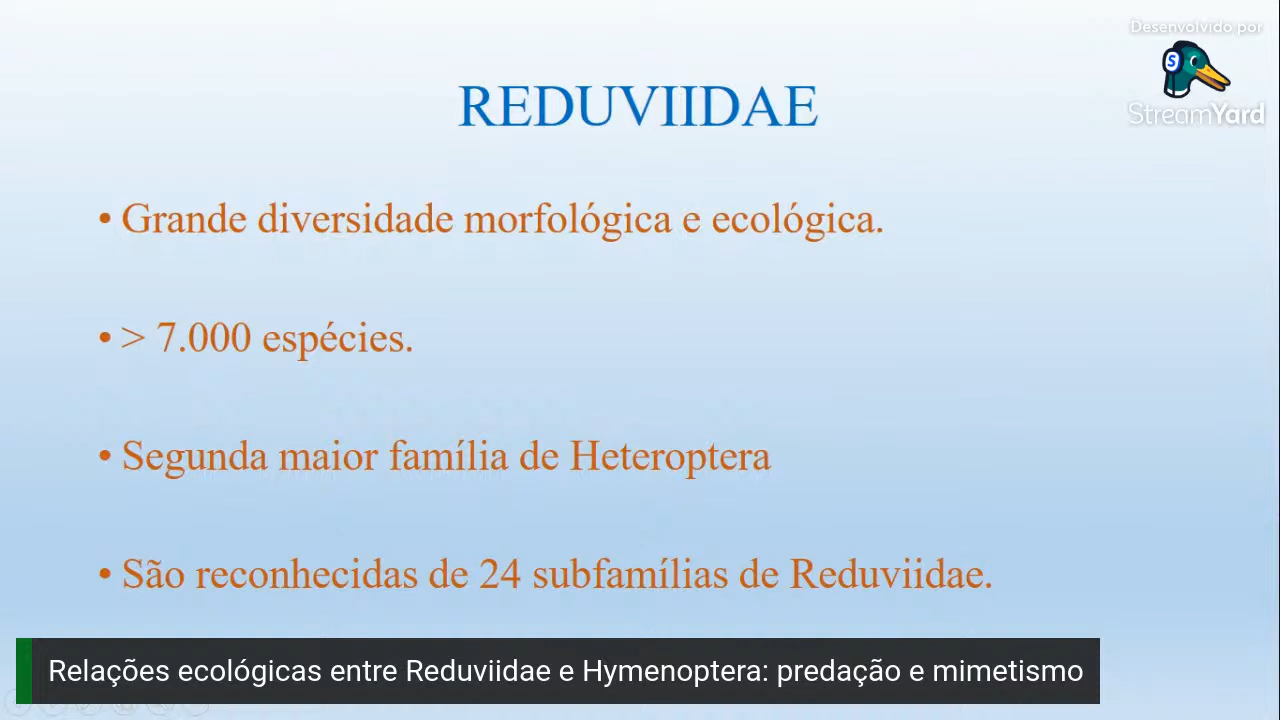 Desenvolvido por
S
StreamYard
REDUVIIDAE
• Grande diversidade morfológica e ecológica.
• > 7.000 espécies.
• Segunda maior família de Heteroptera
• São reconhecidas de 24 subfamílias de Reduviidae.
Relações ecológicas entre Reduviidae e Hymenoptera: predação e mimetismo